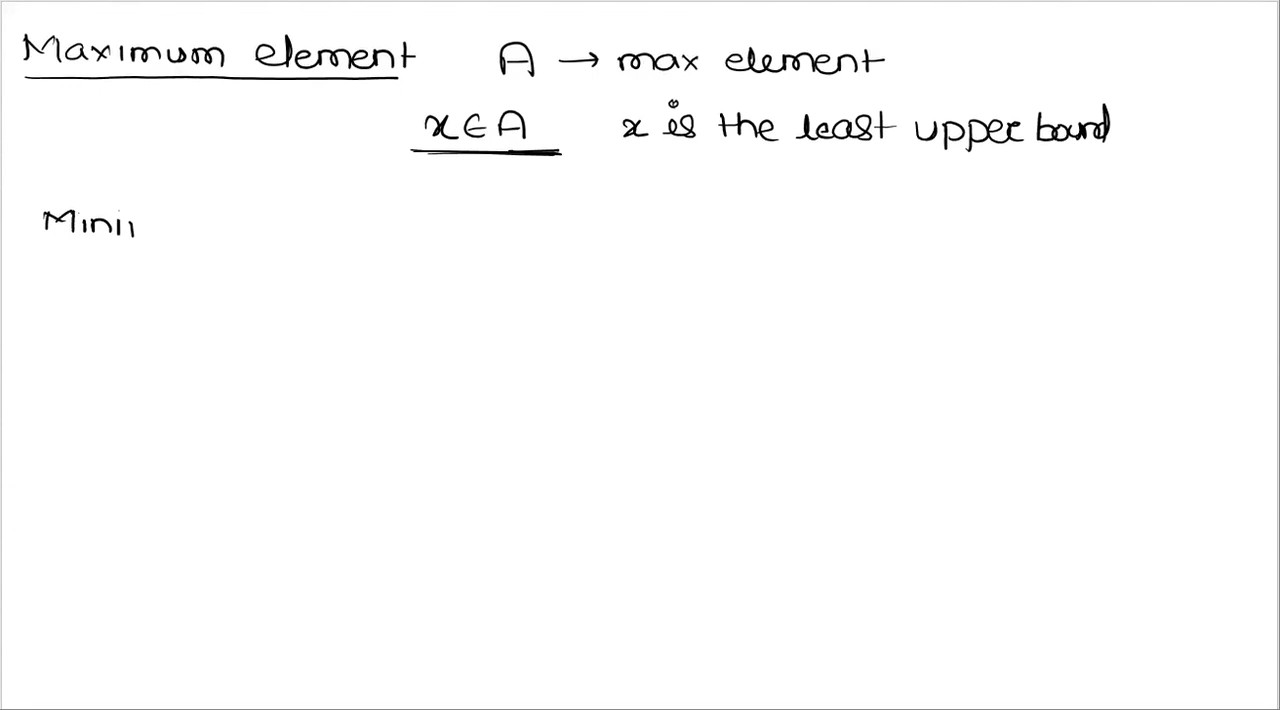 Maximum element A → max element
x ∈ A x is the least upper bound
Mini